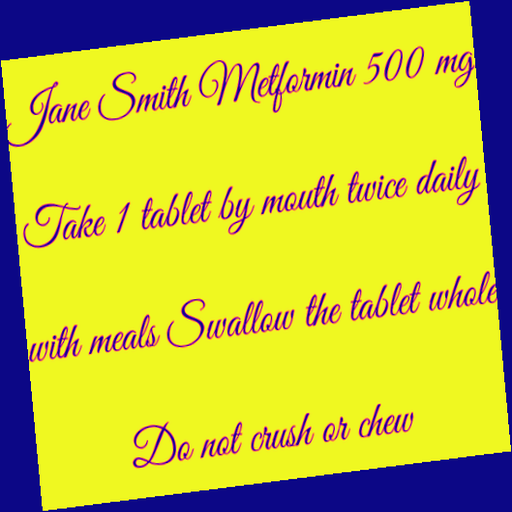 Jane Smith Metformin 500 mg
Take 1 tablet by mouth twice daily
with meals Swallow the tablet whole
Do not crush or chew